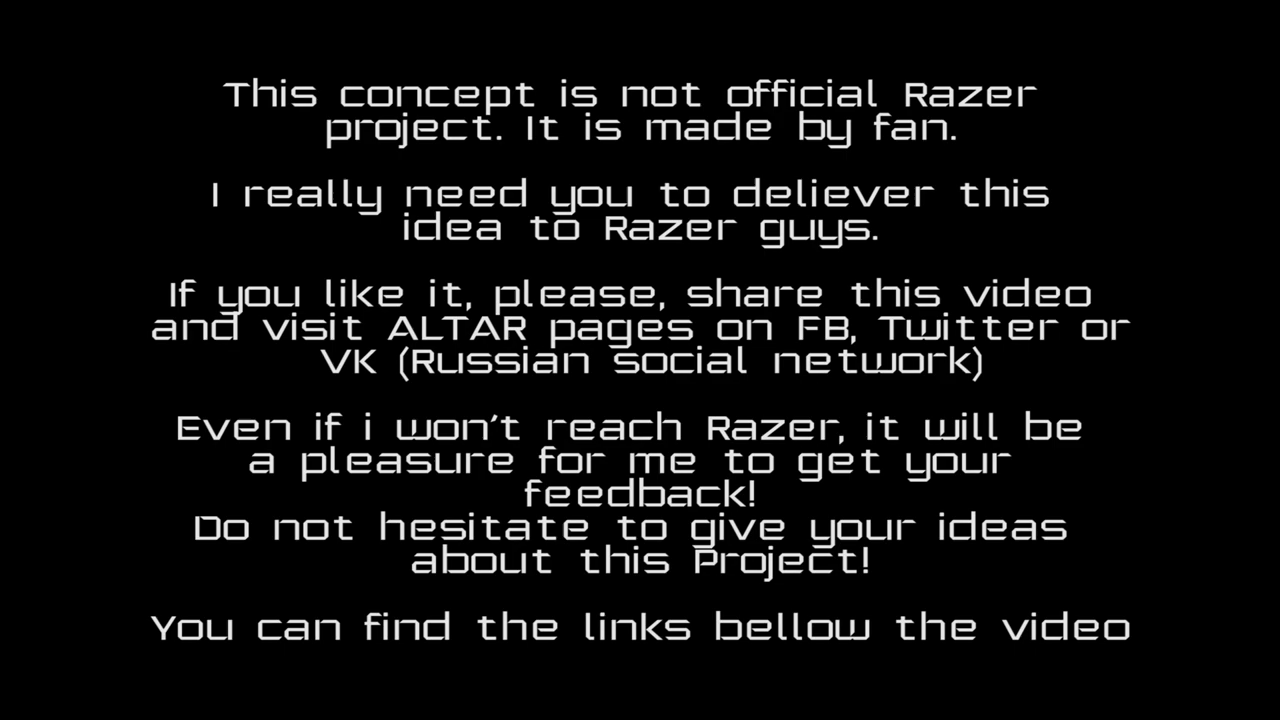 This concept is not official Razer
project. It is made by fan.
I really need you to deliever this
idea to Razer guys.
If you like it, please, share this video
and visit ALTAR pages on FB, Twitter or
VK (Russian social network)
Even if i won't reach Razer, it will be
a pleasure for me to get your
feedback!
Do not hesitate to give your ideas
about this Project!
You can find the links bellow the video